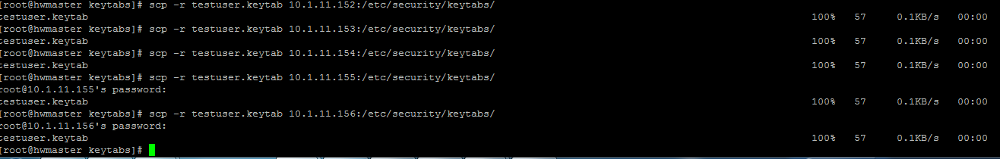 [root@hwmaster keytabs]# scp -r testuser.keytab 10.1.11.152:/etc/security/keytabs/
testuser.keytab 100% 57 0.1KB/s 00:00
[root@hwmaster keytabs]# scp -r testuser.keytab 10.1.11.153:/etc/security/keytabs/
testuser.keytab 100% 57 0.1KB/s 00:00
[root@hwmaster keytabs]# scp -r testuser.keytab 10.1.11.154:/etc/security/keytabs/
testuser.keytab 100% 57 0.1KB/s 00:00
[root@hwmaster keytabs]# scp -r testuser.keytab 10.1.11.155:/etc/security/keytabs/
root@10.1.11.155's password:
testuser.keytab 100% 57 0.1KB/s 00:00
[root@hwmaster keytabs]# scp -r testuser.keytab 10.1.11.156:/etc/security/keytabs/
root@10.1.11.156's password:
testuser.keytab 100% 57 0.1KB/s 00:00
[root@hwmaster keytabs]#